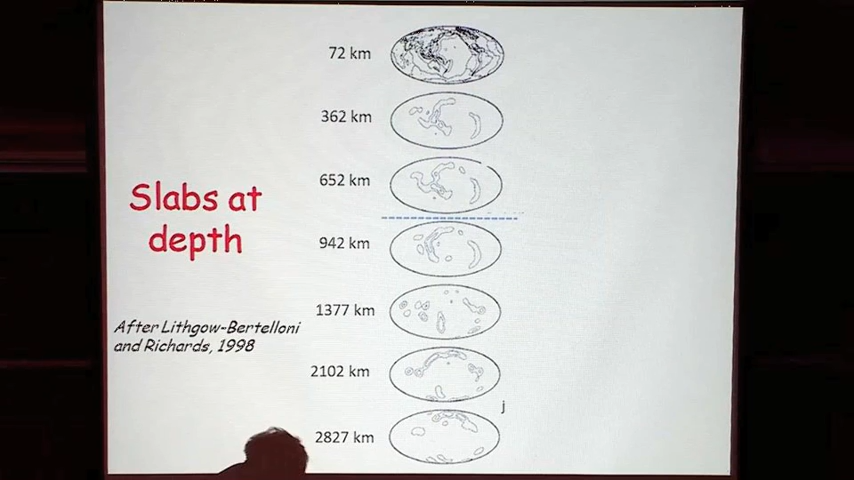 72 km
362 km
652 km
Slabs at
depth
942 km
1377 km
After Lithgow-Bertelloni
and Richards, 1998
2102 km
j
2827 km